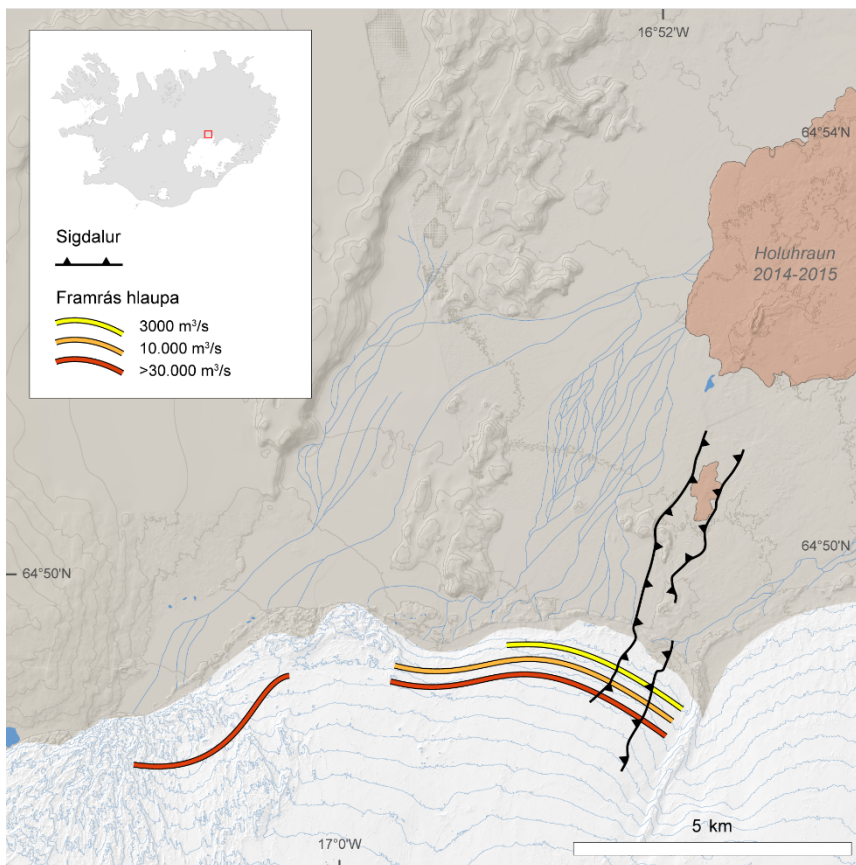 16°52'W
64°54'N
Sigdalur
Framrás hlaupa
3000 m³/s
10.000 m³/s
>30.000 m³/s
Holuhraun
2014-2015
64°50'N
64°50'N
5 km
17°0'W